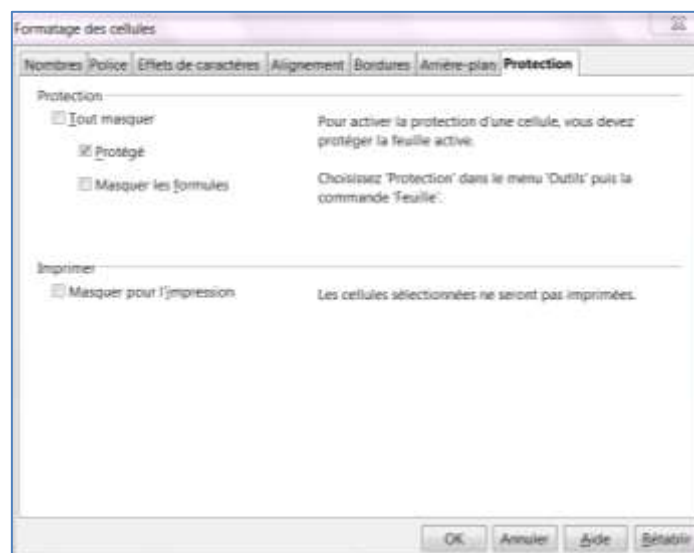 Formatage des cellules
Nombres Police Effets de caractères Alignement Bordures Arrière-plan Protection
Protection
Tout masquer
Pour activer la protection d'une cellule, vous devez
protéger la feuille active.
Protégé
Masquer les formules
Choisissez 'Protection' dans le menu 'Outils' puis la
commande 'Feuille'.
Imprimer
Masquer pour l'impression
Les cellules sélectionnées ne seront pas imprimées.
OK Annuler Aide Rétablir